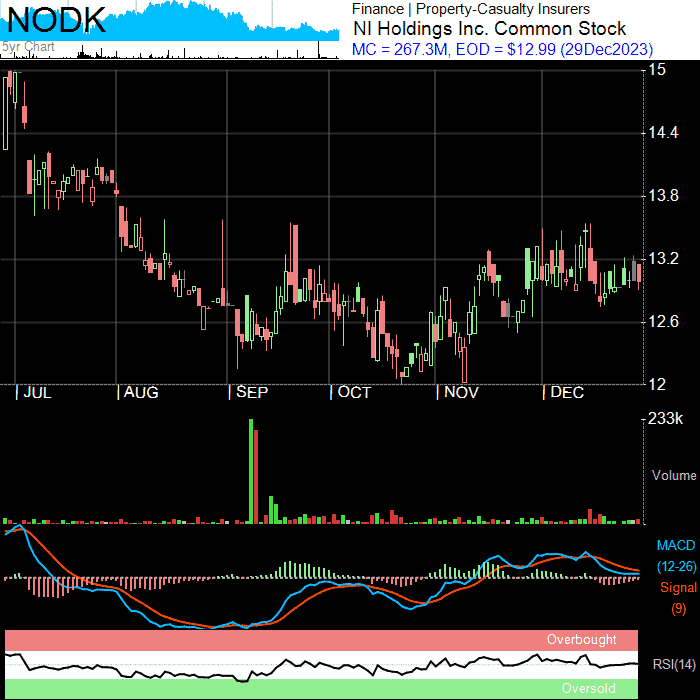 NODK
5yr Chart
Finance | Property-Casualty Insurers
NI Holdings Inc. Common Stock
MC = 267.3M, EOD = $12.99 (29Dec2023)
15
14.4
13.8
13.2
12.6
12
JUL AUG SEP OCT NOV DEC
233k
Volume
MACD
(12-26)
Signal
(9)
Overbought
RSI(14)
Oversold